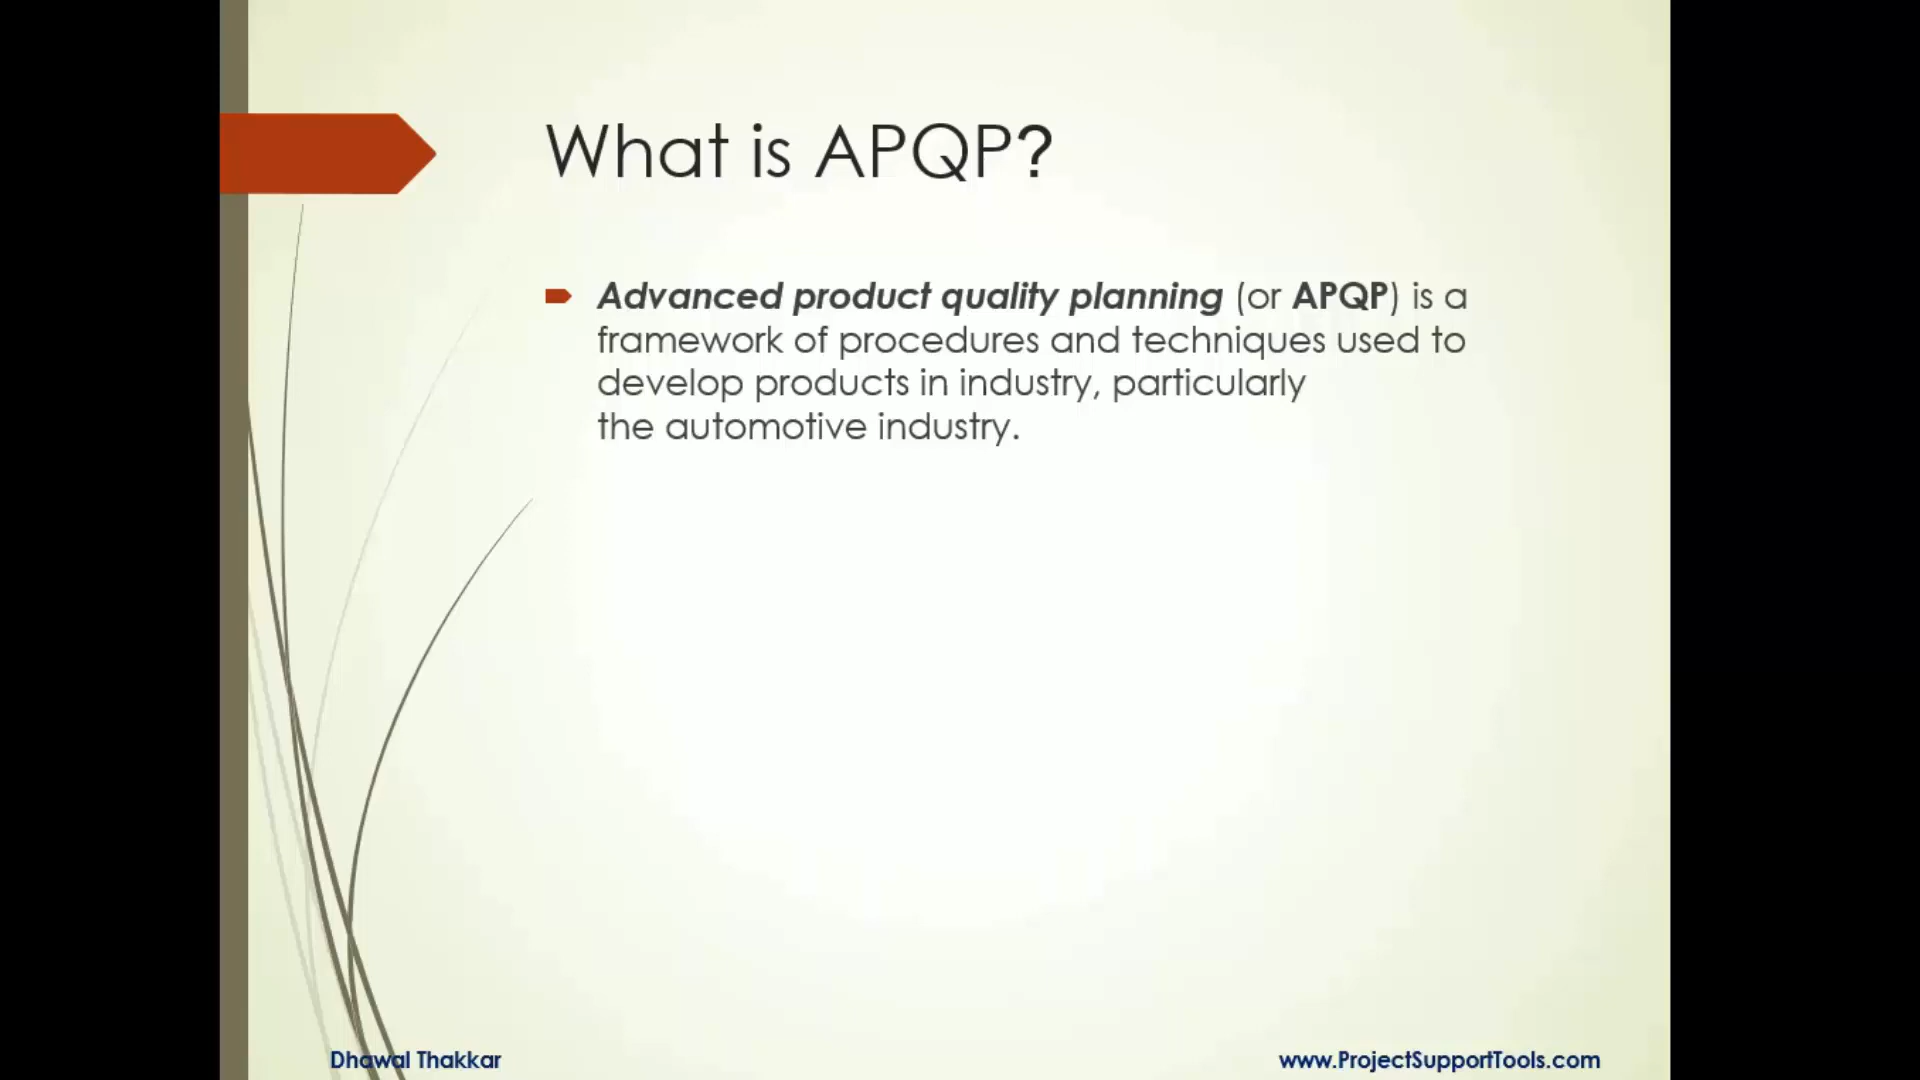 What is APQP?
Advanced product quality planning (or APQP) is a
framework of procedures and techniques used to
develop products in industry, particularly
the automotive industry.
Dhawal Thakkar
www.ProjectSupportTools.com